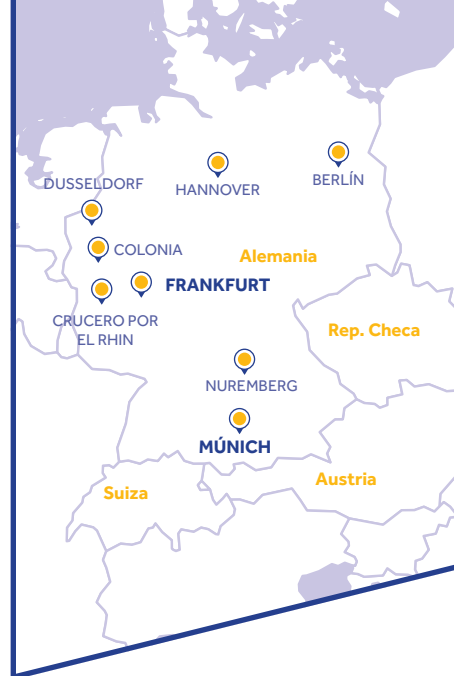 BERLÍN
DUSSELDORF
HANNOVER
COLONIA
Alemania
FRANKFURT
CRUCERO POR
EL RHIN
Rep. Checa
NUREMBERG
MÚNICH
Austria
Suiza